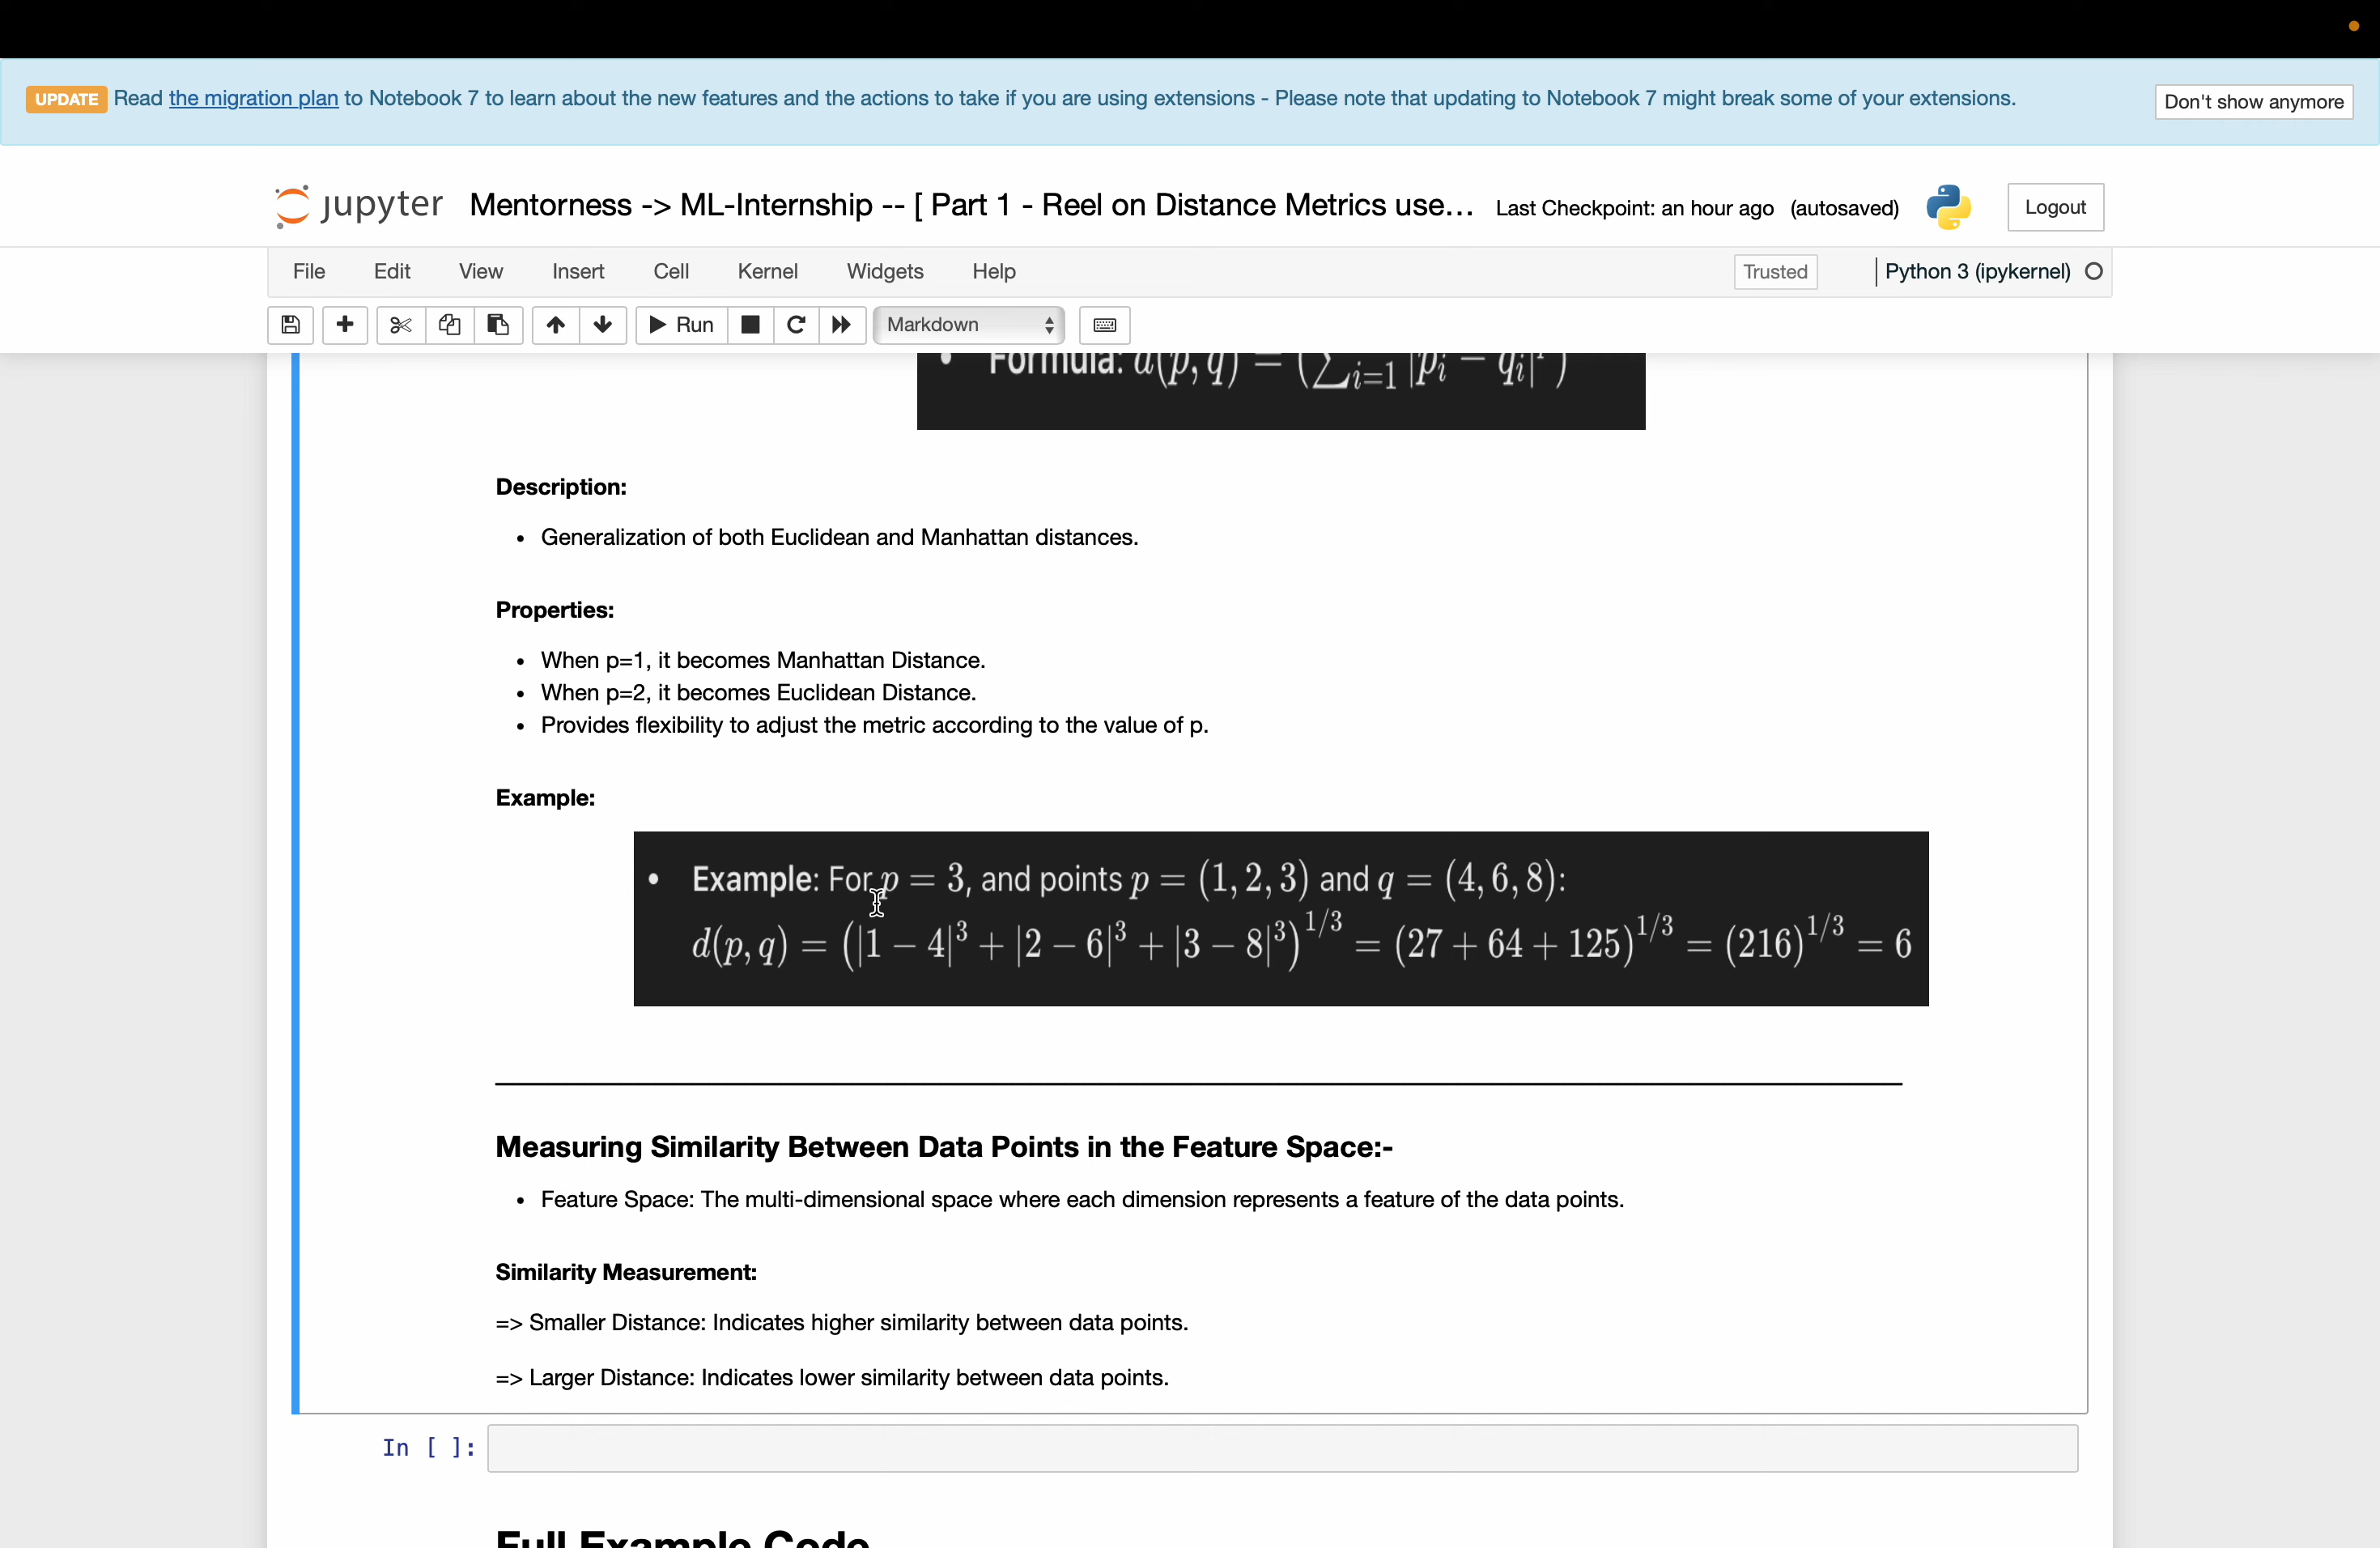 UPDATE Read the migration plan to Notebook 7 to learn about the new features and the actions to take if you are using extensions - Please note that updating to Notebook 7 might break some of your extensions.
Don't show anymore
jupyter Mentorness -> ML-Internship -- [ Part 1 - Reel on Distance Metrics use... Last Checkpoint: an hour ago (autosaved)
Logout
File Edit View Insert Cell Kernel Widgets Help
Trusted
Python 3 (ipykernel)
Run
Markdown
• Formula: d(p, q) = (∑i=1 |pi − qi|p)
Description:
• Generalization of both Euclidean and Manhattan distances.
Properties:
• When p=1, it becomes Manhattan Distance.
• When p=2, it becomes Euclidean Distance.
• Provides flexibility to adjust the metric according to the value of p.
Example:
• Example: For p = 3, and points p = (1, 2, 3) and q = (4, 6, 8):
d(p, q) = (|1 − 4|³ + |2 − 6|³ + |3 − 8|³)^1/3 = (27 + 64 + 125)^1/3 = (216)^1/3 = 6
Measuring Similarity Between Data Points in the Feature Space:-
• Feature Space: The multi-dimensional space where each dimension represents a feature of the data points.
Similarity Measurement:
=> Smaller Distance: Indicates higher similarity between data points.
=> Larger Distance: Indicates lower similarity between data points.
In [ ]:
Full Example Code